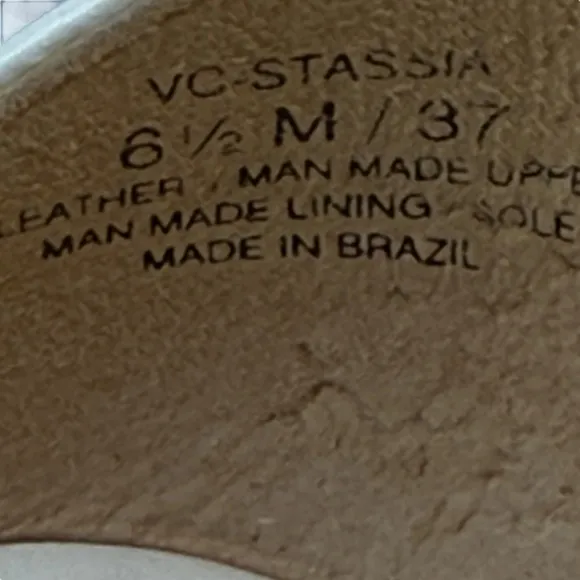 VC-STASSIA
6 1/2 M / 37
LEATHER / MAN MADE UPPE
MAN MADE LINING / SOLE
MADE IN BRAZIL